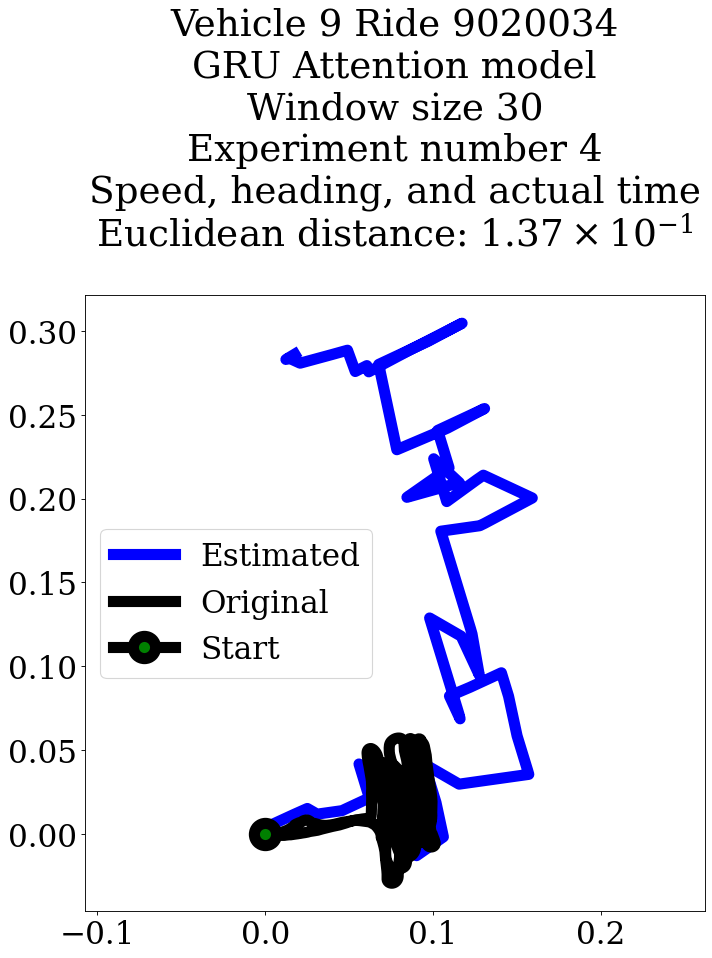 Vehicle 9 Ride 9020034
GRU Attention model
Window size 30
Experiment number 4
Speed, heading, and actual time
Euclidean distance: 1.37 × 10⁻¹
0.30
0.25
0.20
0.15
0.10
0.05
0.00
Estimated
Original
Start
−0.1
0.0
0.1
0.2